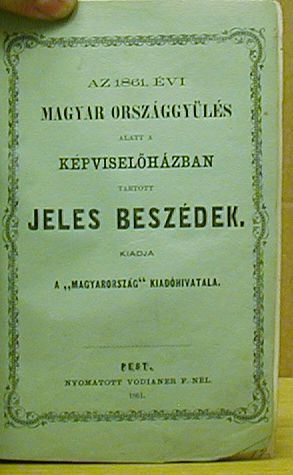 AZ 1861. ÉVI
MAGYAR ORSZÁGGYÜLÉS
ALATT A
KÉPVISELŐHÁZBAN
TARTOTT
JELES BESZÉDEK.
KIADJA
A „MAGYARORSZÁG“ KIADÓHIVATALA.
PEST.
NYOMATOTT VODIANER F. NÉL.
1861.